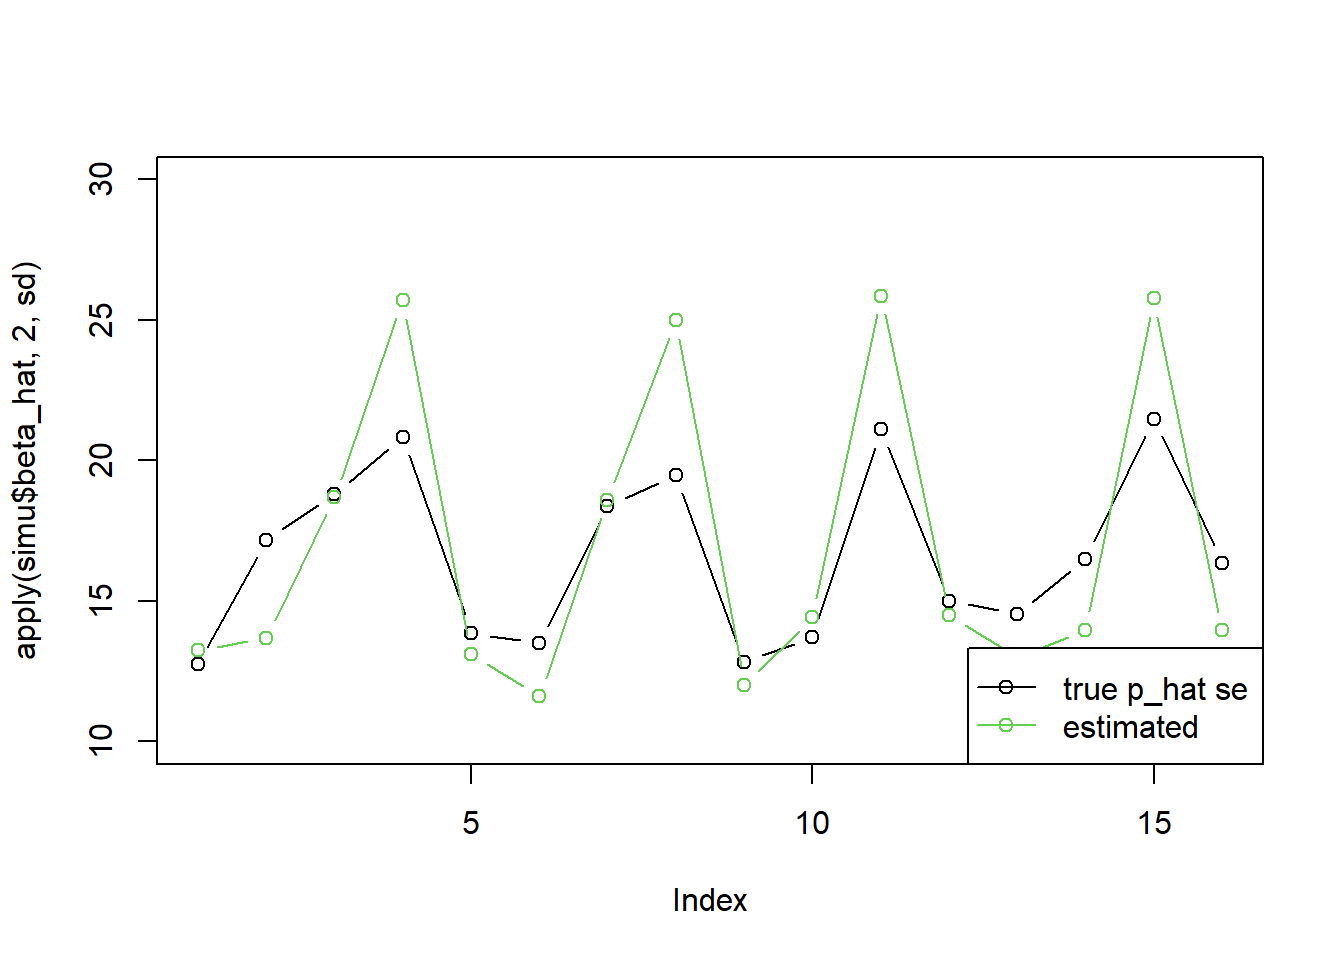 apply(simu$beta_hat, 2, sd)
30
25
20
15
10
5
10
15
Index
true p_hat se
estimated